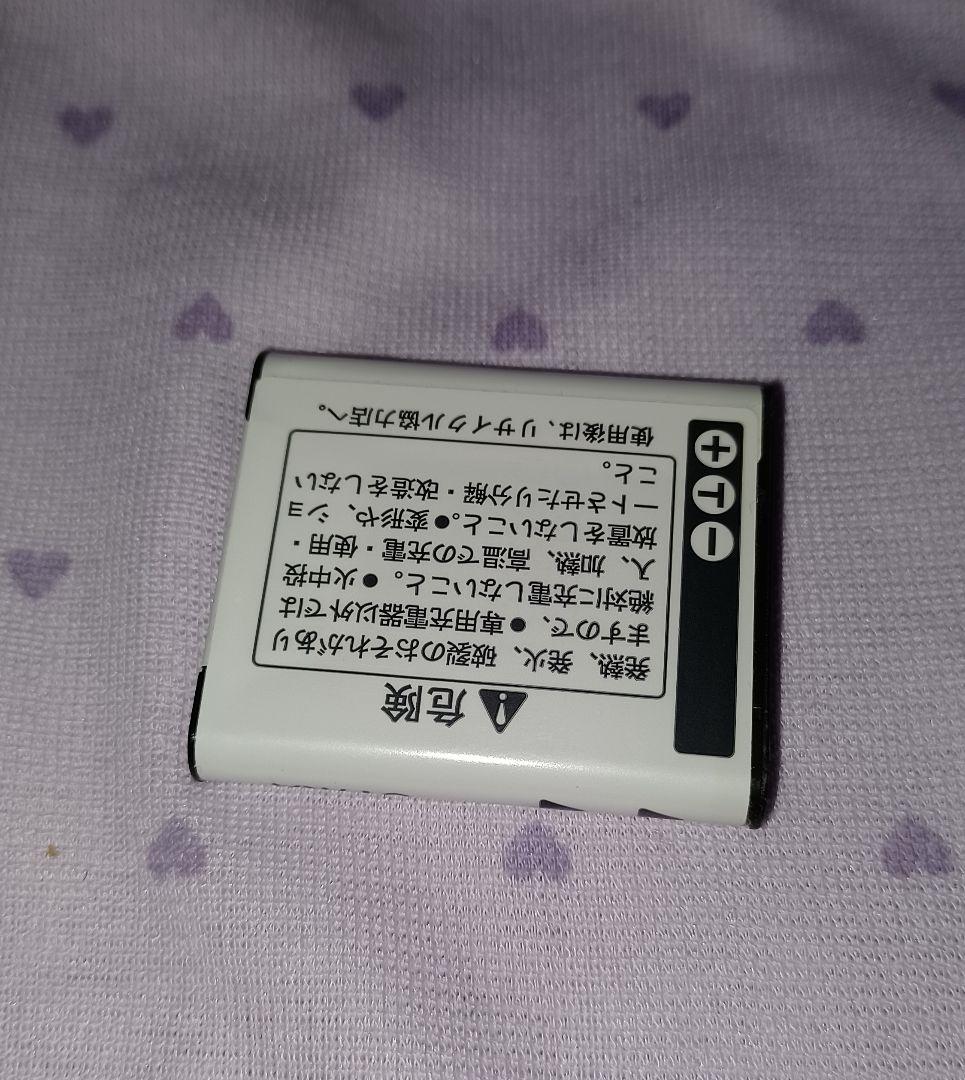 危険
発熱、発火、破裂のおそれがあり
ますので、●専用充電器以外では
絶対に充電しないこと。●火中投
入、加熱、高温での充電・使用・
放置をしないこと。●変形や、ショ
ートさせたり分解・改造をしない
こと。
使用後は、リサイクル協力店へ。
－ T ＋